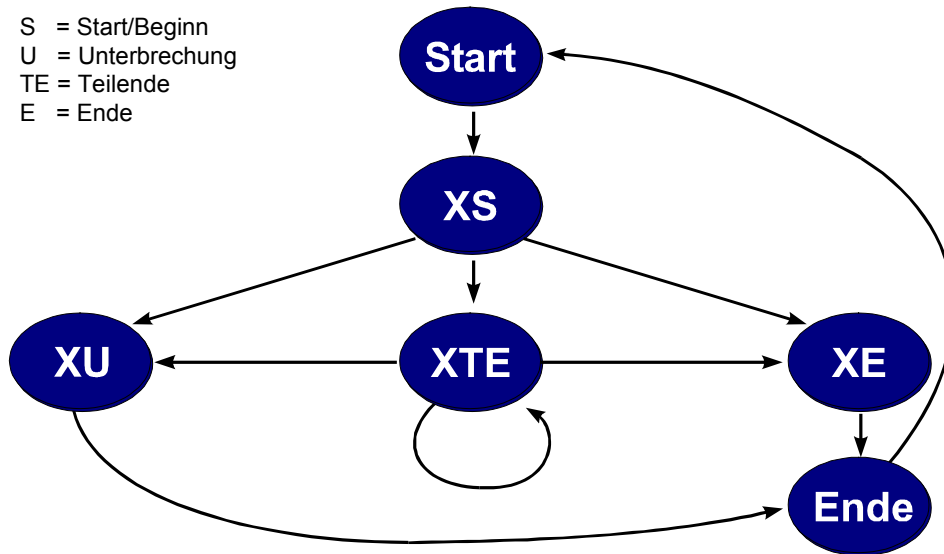 S = Start/Beginn
U = Unterbrechung
TE = Teilende
E = Ende
Start
XS
XU
XTE
XE
Ende